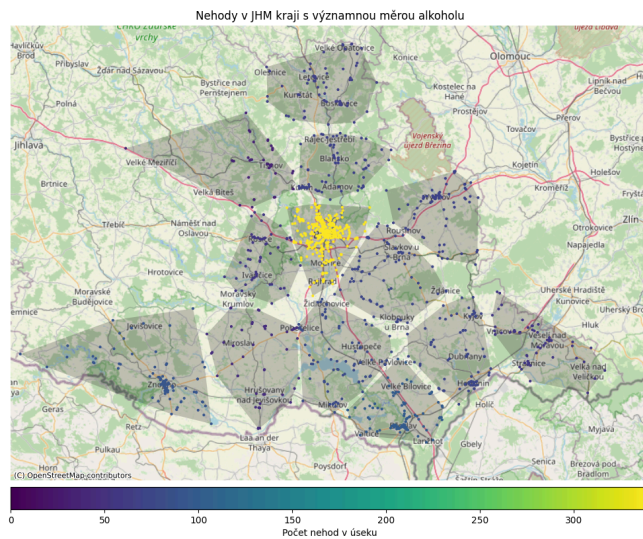 Nehody v JHM kraji s významnou měrou alkoholu
CHKO Žďárské
vrchy
Velké Opatovice
Konice
Olomouc
Havlíčkův
Brod
Přibyslav
Žďár nad Sázavou
Olešnice
Letovice
Bystřice nad
Pernštejnem
Kunštát
Boskovice
Kostelec na
Hané
Lipník nad
Bečvou
Polná
Prostějov
Přerov
Tovačov
Jihlava
Rájec-Jestřebí
Vojenský
újezd Březina
Velké Meziříčí
Blansko
Kojetín
Holešov
Brtnice
Velká Bíteš
Adamov
Kroměříž
Třebíč
Náměšť nad
Oslavou
Rousínov
Zlín
Otrokovice
Slavkov u
Brna
Napajedla
Hrotovice
Ivančice
Rajhrad
Moravské
Budějovice
Moravský
Krumlov
Ždánice
Uherské Hradiště
Kunovice
Židlochovice
Jevišovice
Pohořelice
Klobouky
u Brna
Kyjov
Hluk
Miroslav
Hustopeče
Veselí nad
Moravou
Dubňany
Strážnice
Velká nad
Veličkou
Znojmo
Velké Pavlovice
Hrušovany
nad Jevišovkou
Velké Bílovice
Hodonín
Geras
Mikulov
Holíč
Retz
Valtice
Myjava
Laa an der
Thaya
Lanžhot
Gbely
Pulkau
Horn
Poysdorf
Senica
Brezová pod
Bradlom
(C) OpenStreetMap contributors
0
50
100
150
200
250
300
Počet nehod v úseku